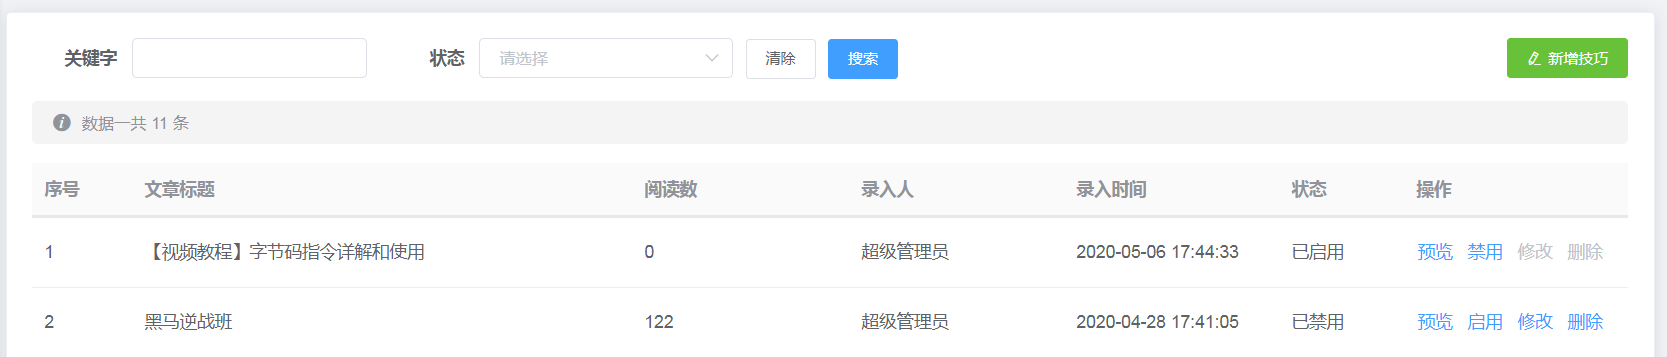 关键字 状态 请选择 清除 搜索 新增技巧
数据一共 11 条
序号 文章标题 阅读数 录入人 录入时间 状态 操作
1 【视频教程】字节码指令详解和使用 0 超级管理员 2020-05-06 17:44:33 已启用 预览 禁用 修改 删除
2 黑马逆战班 122 超级管理员 2020-04-28 17:41:05 已禁用 预览 启用 修改 删除